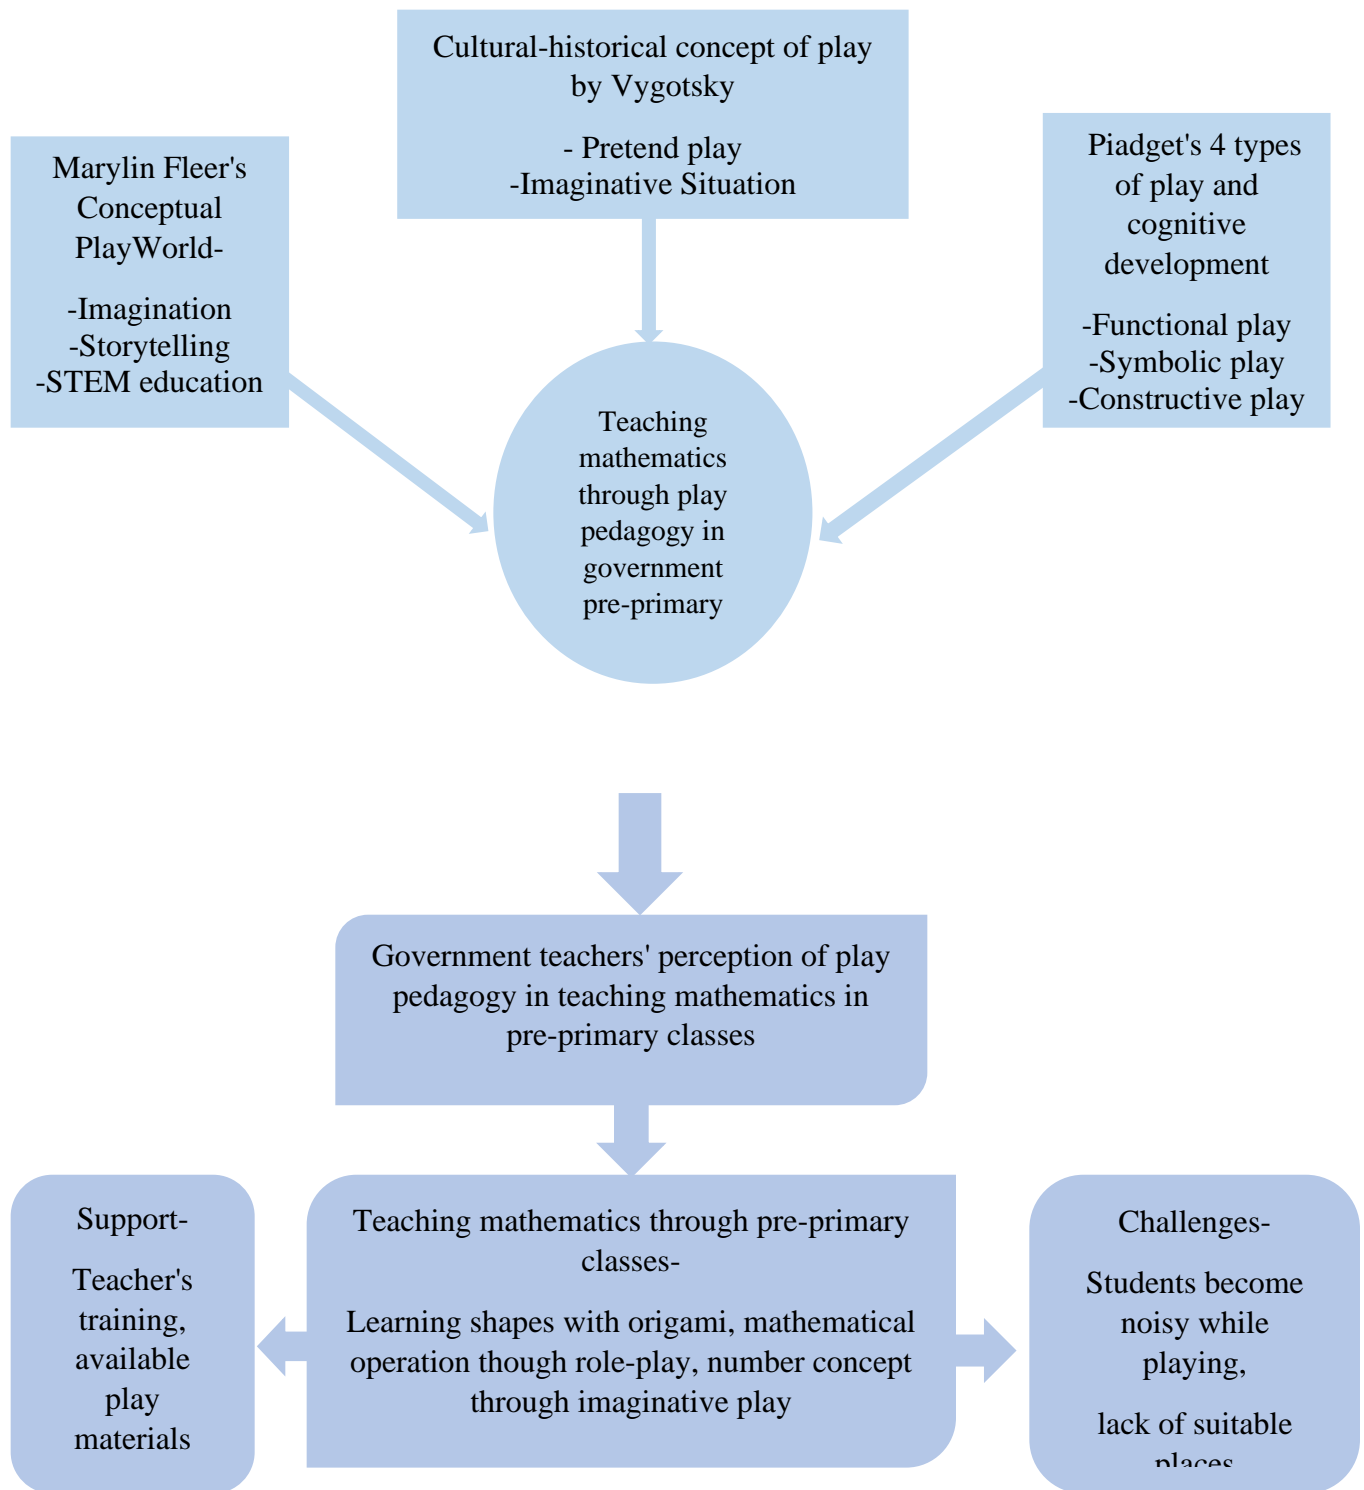 Cultural-historical concept of play
by Vygotsky
- Pretend play
-Imaginative Situation
Marylin Fleer's
Conceptual
PlayWorld-
-Imagination
-Storytelling
-STEM education
Piadget's 4 types
of play and
cognitive
development
-Functional play
-Symbolic play
-Constructive play
Teaching
mathematics
through play
pedagogy in
government
pre-primary
Government teachers' perception of play
pedagogy in teaching mathematics in
pre-primary classes
Support-
Teacher's
training,
available
play
materials
Teaching mathematics through pre-primary
classes-
Learning shapes with origami, mathematical
operation though role-play, number concept
through imaginative play
Challenges-
Students become
noisy while
playing,
lack of suitable
places